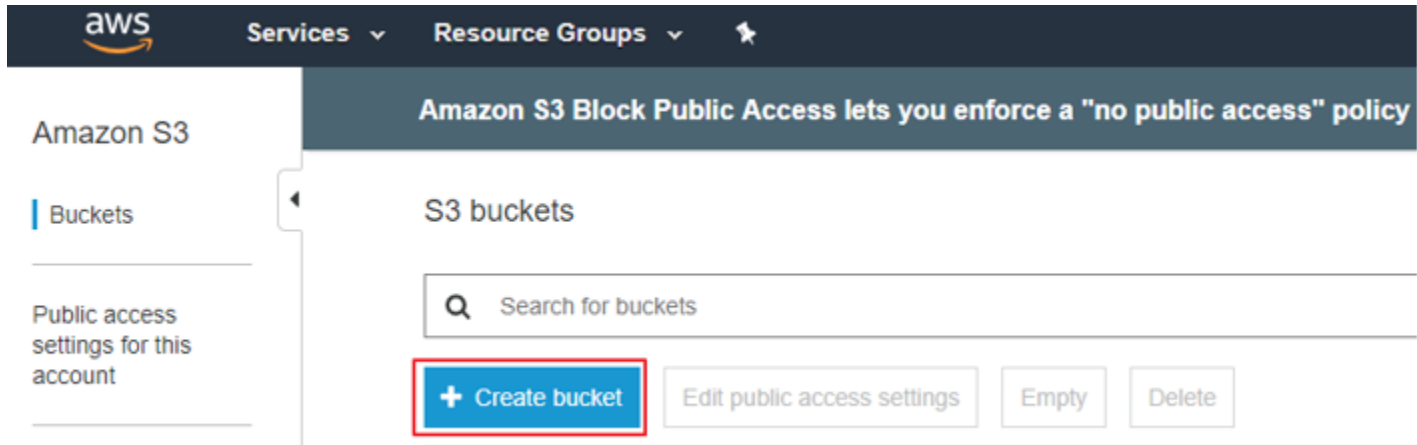 aws
Services
Resource Groups
Amazon S3 Block Public Access lets you enforce a "no public access" policy
Amazon S3
Buckets
Public access
settings for this
account
S3 buckets
Search for buckets
Create bucket
Edit public access settings
Empty
Delete